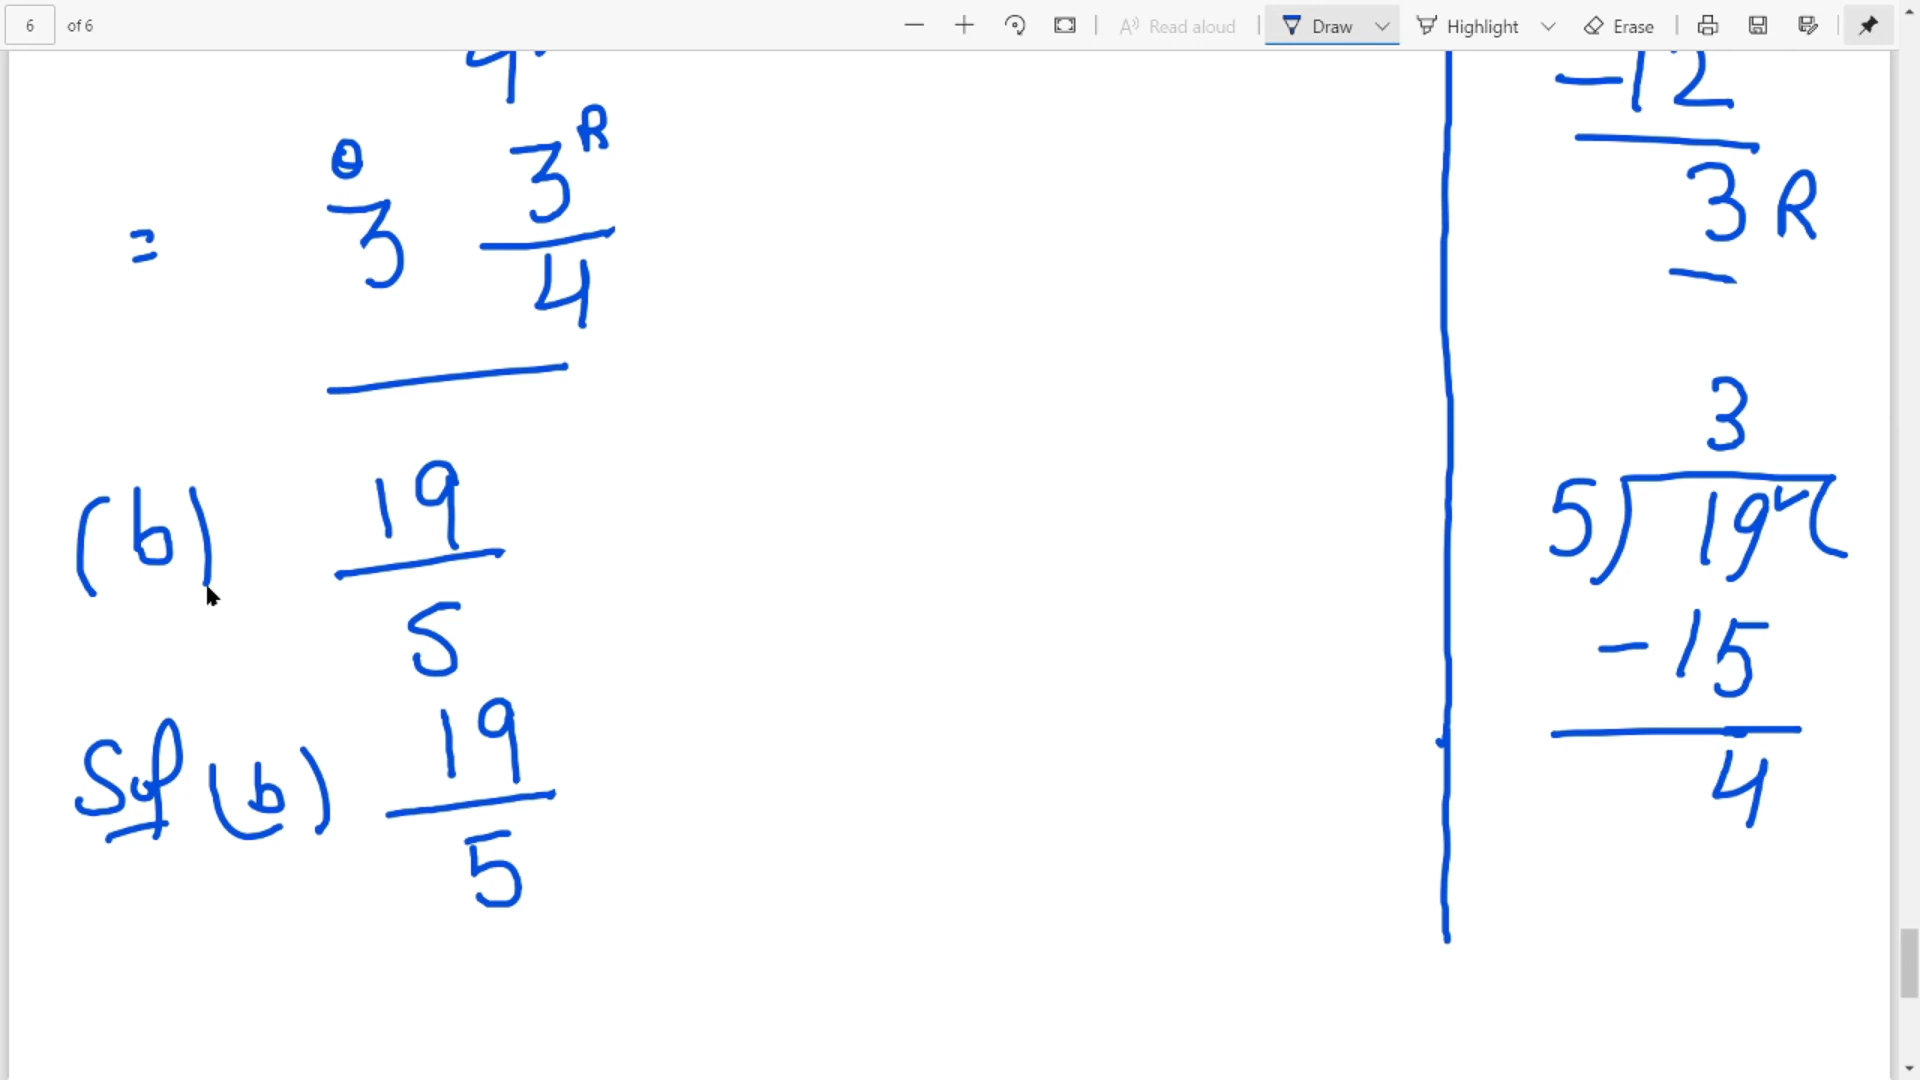 6 of 6 Read aloud Draw Highlight Erase
4
= 3 3 R
4
(b) 19
5
Sol (b) 19
5
-12
3 R
3
5) 19 (
-15
4